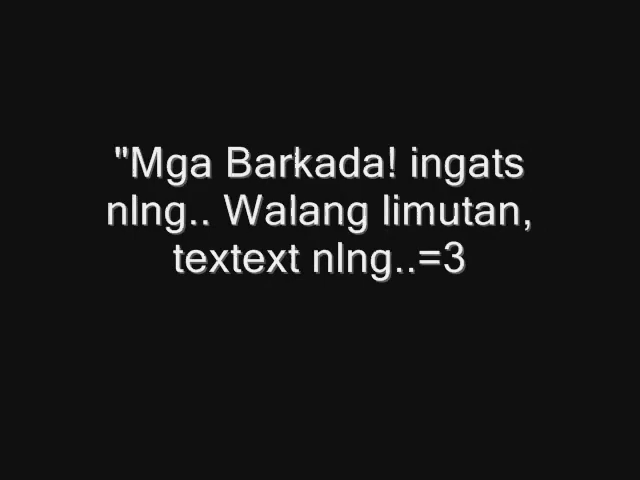 "Mga Barkada! ingats
nlng.. Walang limutan,
textext nlng..=3